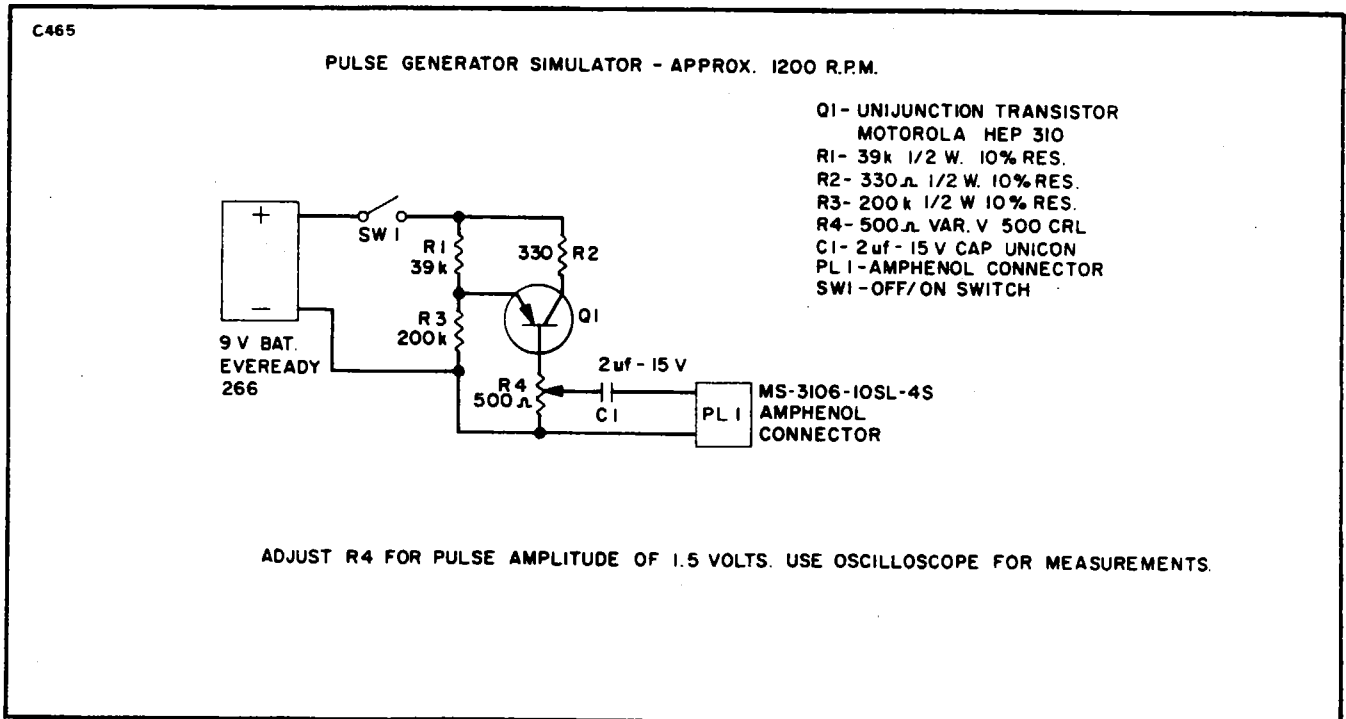 C465
PULSE GENERATOR SIMULATOR - APPROX. 1200 R.P.M.
Q1- UNIJUNCTION TRANSISTOR
MOTOROLA HEP 310
R1- 39k 1/2 W. 10% RES.
R2- 330Ω 1/2 W. 10% RES.
R3- 200k 1/2 W 10% RES.
R4- 500Ω VAR. V 500 CRL
C1- 2uf - 15 V CAP UNICON
PL 1 - AMPHENOL CONNECTOR
SW1 - OFF/ON SWITCH
+
SW 1
R1
39k
330
R2
–
R3
200k
Q1
9 V BAT.
EVEREADY
266
2uf - 15 V
R4
500Ω
C1
PL 1
MS-3106-10SL-4S
AMPHENOL
CONNECTOR
ADJUST R4 FOR PULSE AMPLITUDE OF 1.5 VOLTS. USE OSCILLOSCOPE FOR MEASUREMENTS.